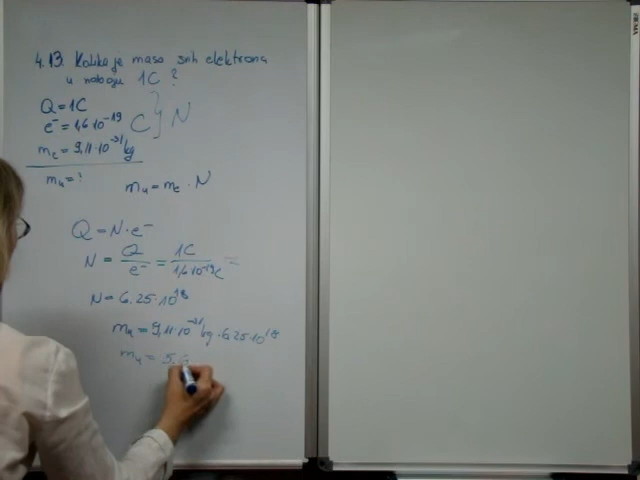 4.13. Kolika je masa svih elektrona
u naboju 1C ?
Q = 1C
e⁻ = 1,6·10⁻¹⁹ C } N
mₑ = 9,11·10⁻³¹ kg
mᵤ = ?
mᵤ = mₑ · N
Q = N·e⁻
N = Q/e⁻ = 1C/1,6·10⁻¹⁹C =
N = 6.25·10¹⁸
mᵤ = 9,11·10⁻³¹ kg · 6.25·10¹⁸
mᵤ = 5.